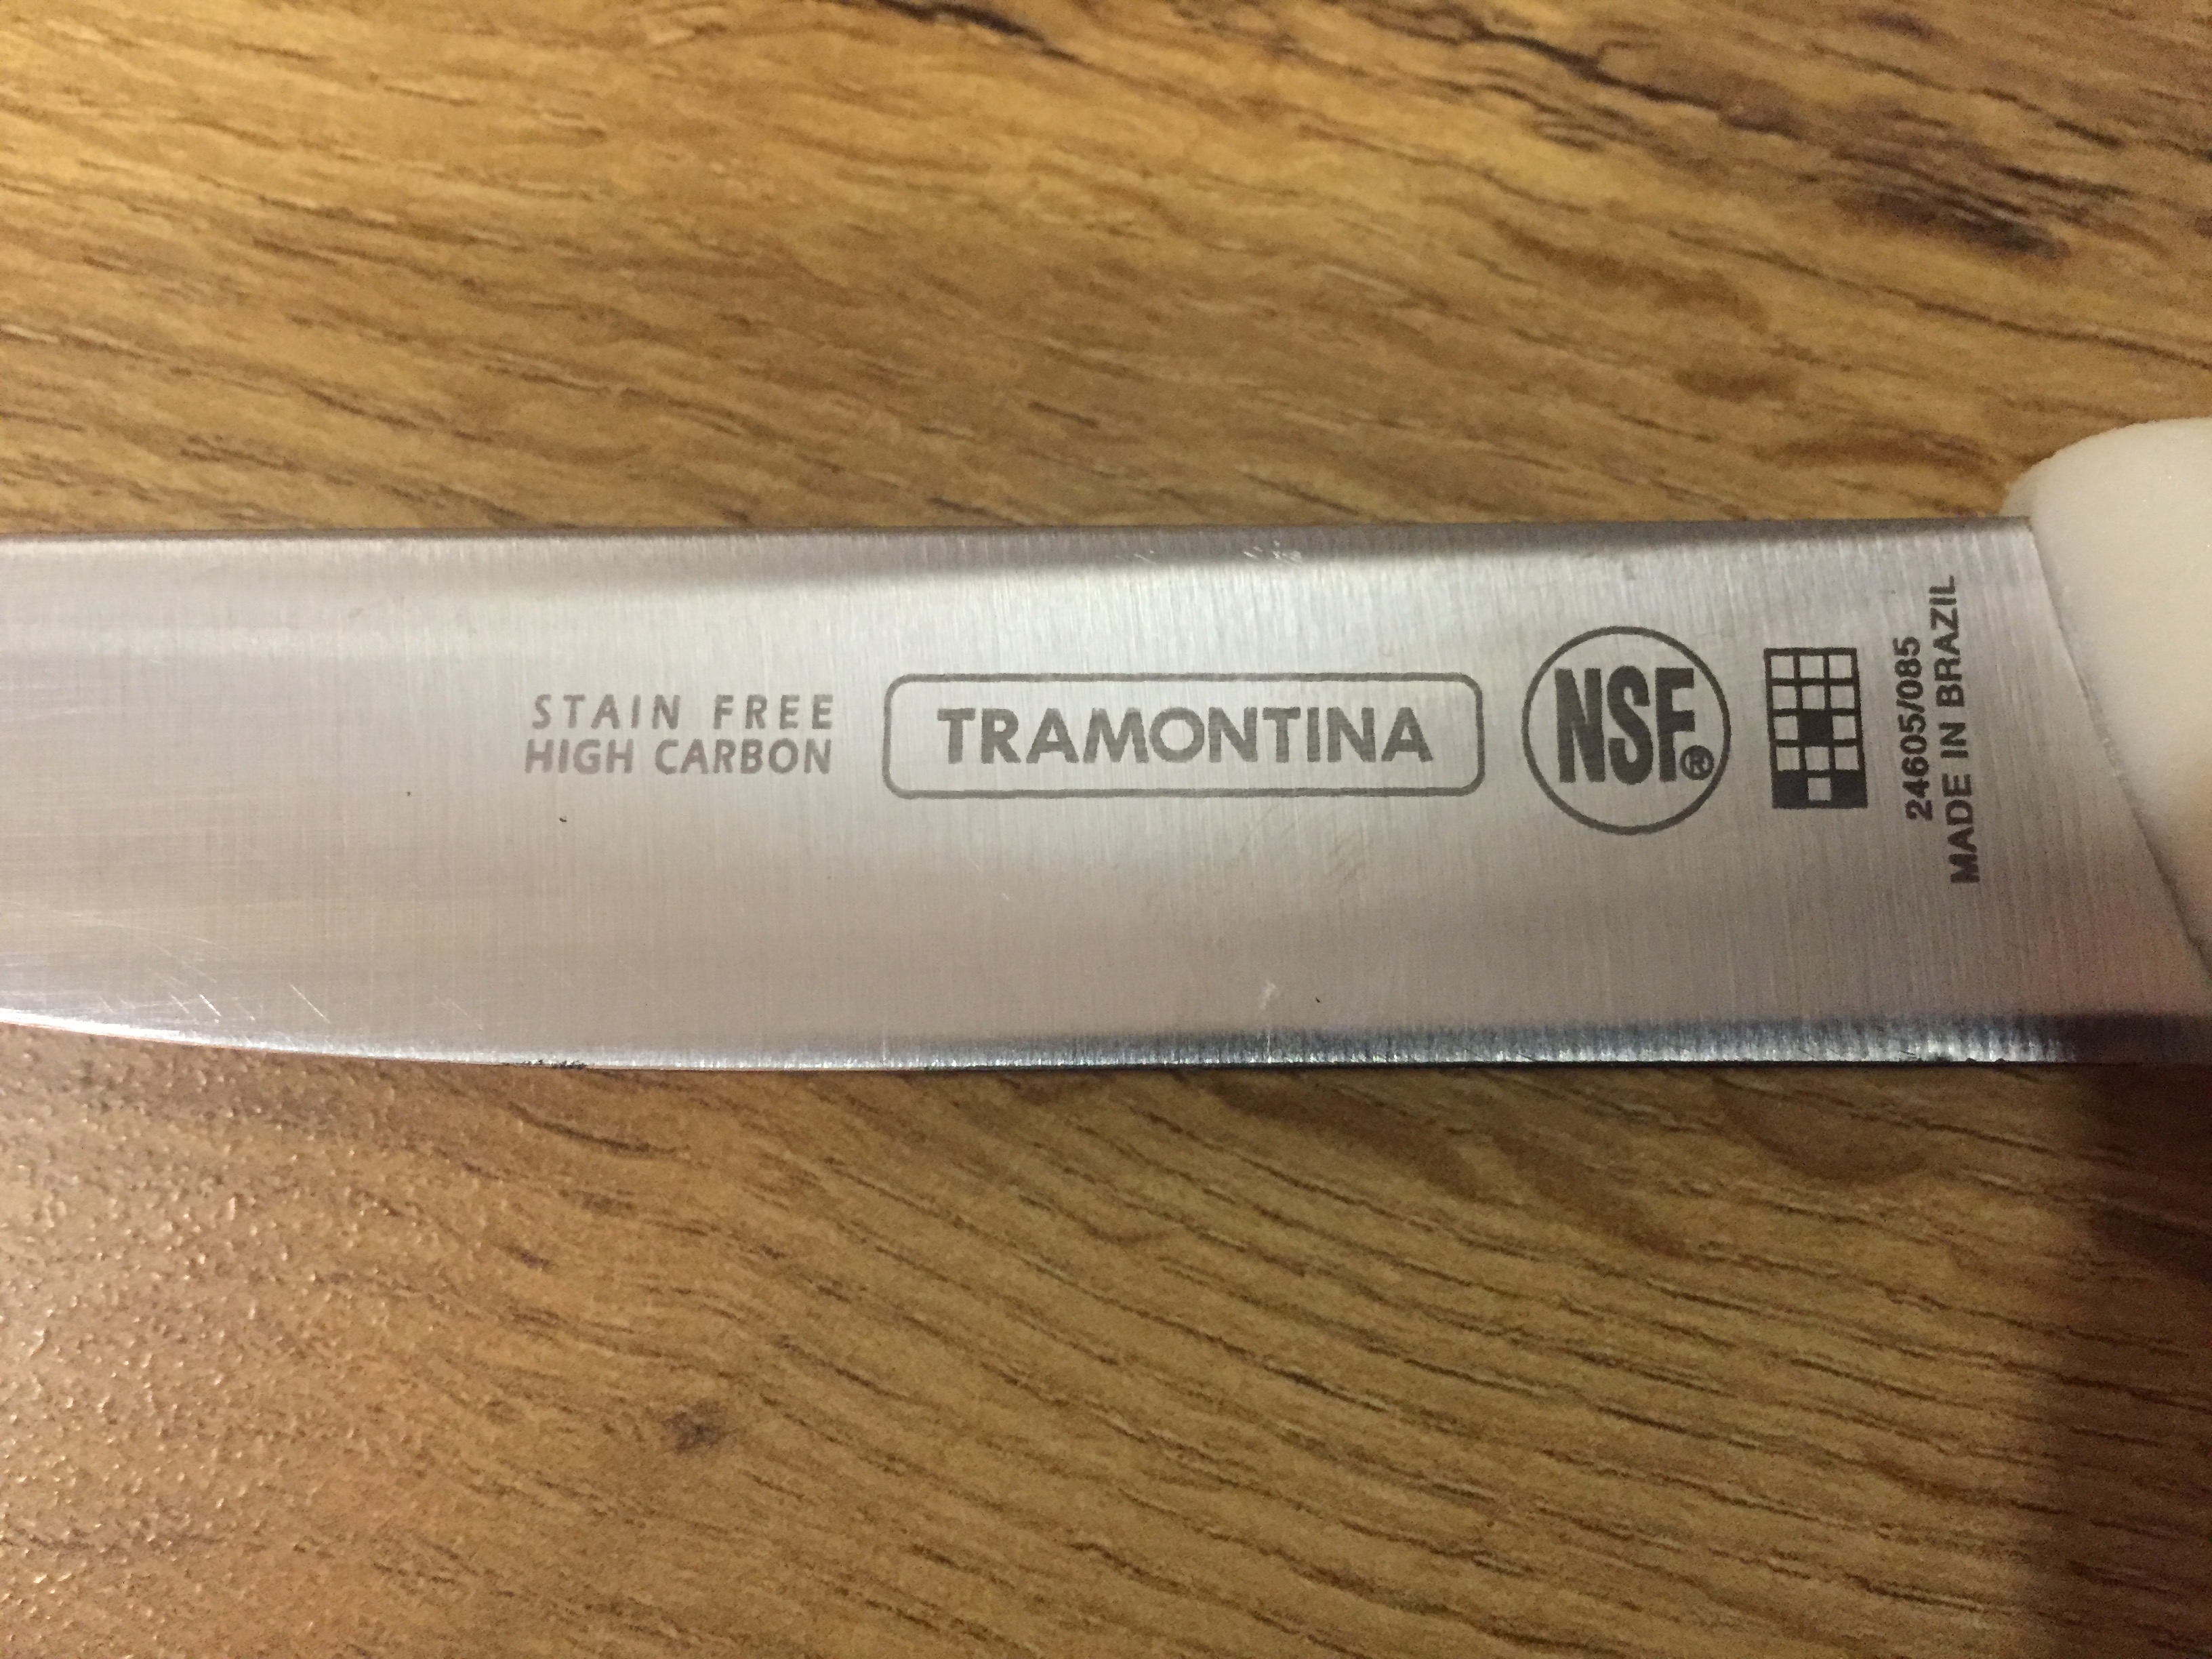 STAIN FREE
HIGH CARBON
TRAMONTINA
NSF®
24605/085
MADE IN BRAZIL